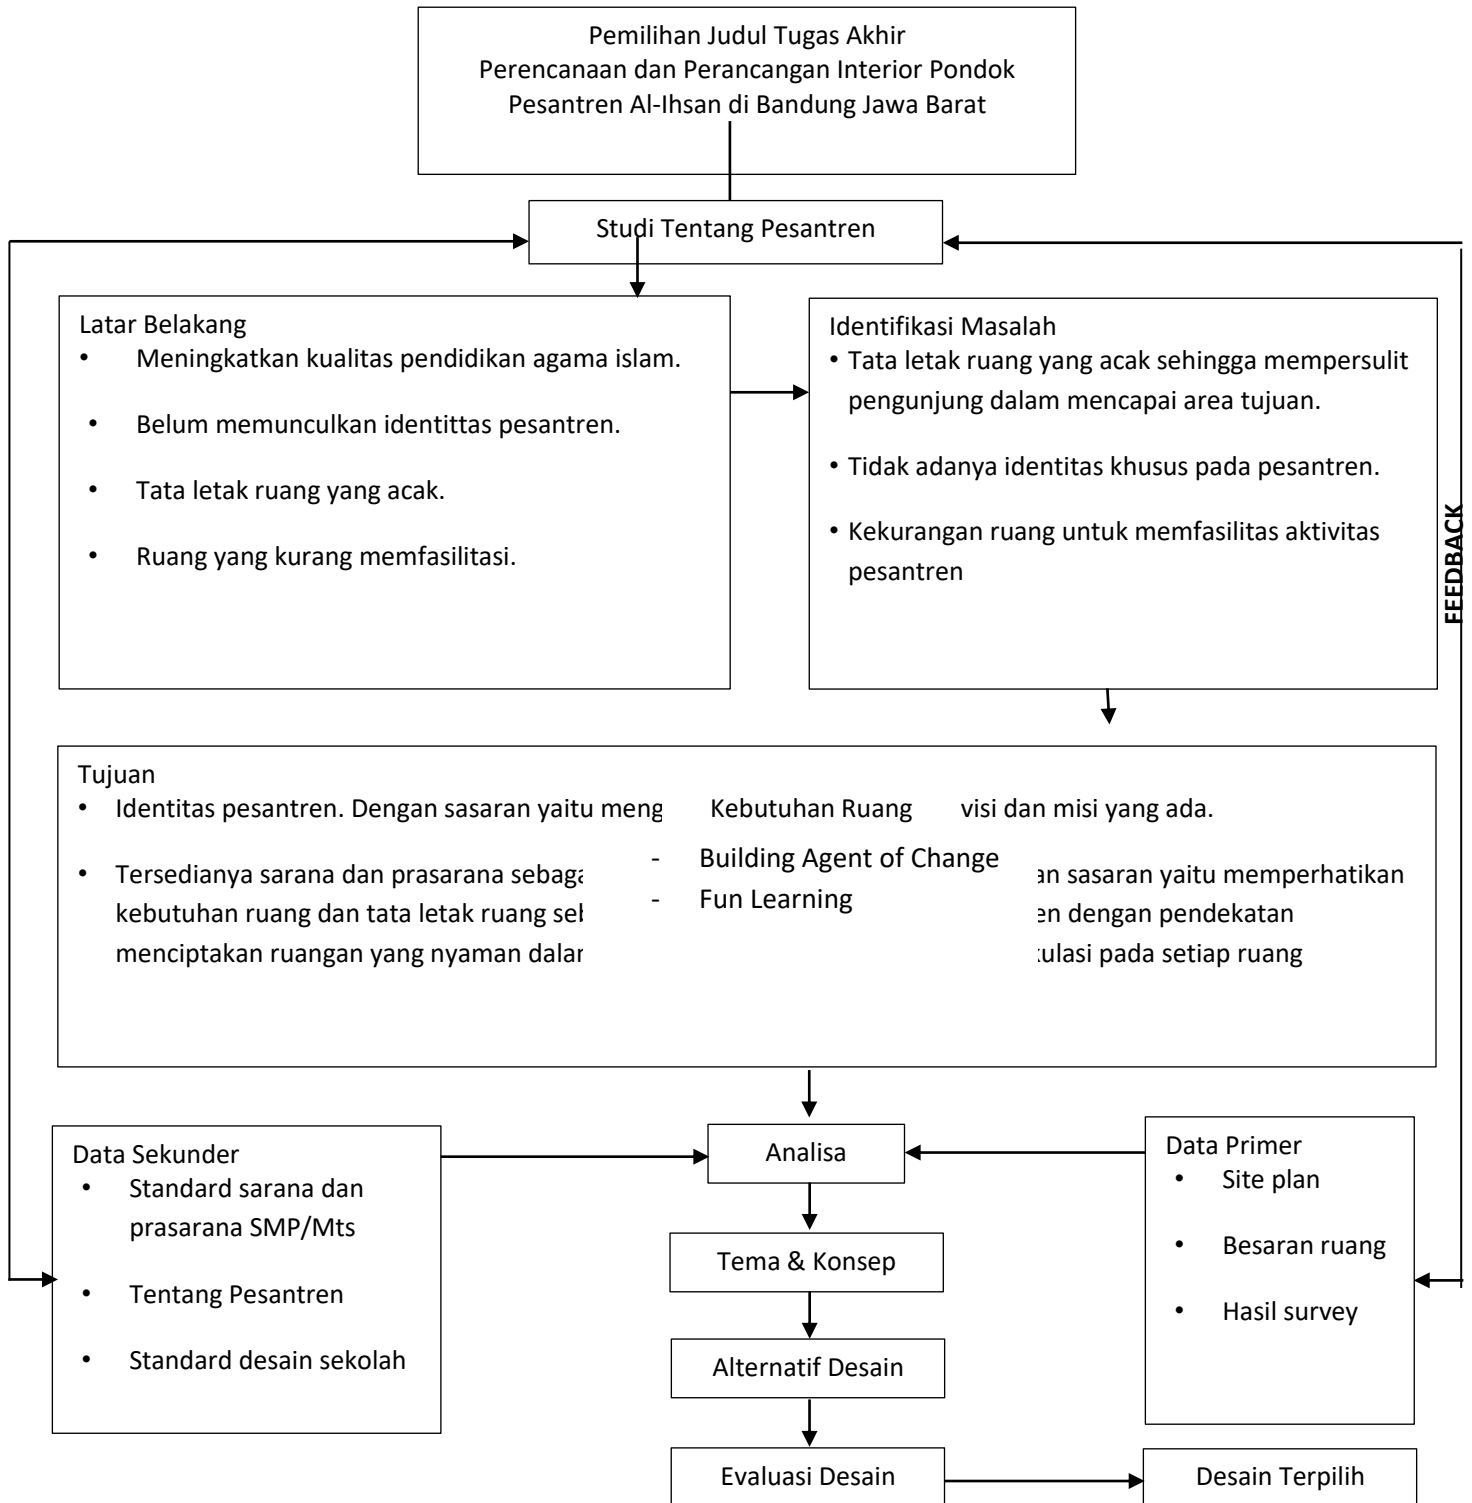 Pemilihan Judul Tugas Akhir
Perencanaan dan Perancangan Interior Pondok
Pesantren Al-Ihsan di Bandung Jawa Barat
Studi Tentang Pesantren
Latar Belakang
• Meningkatkan kualitas pendidikan agama islam.
• Belum memunculkan identittas pesantren.
• Tata letak ruang yang acak.
• Ruang yang kurang memfasilitasi.
Identifikasi Masalah
• Tata letak ruang yang acak sehingga mempersulit
pengunjung dalam mencapai area tujuan.
• Tidak adanya identitas khusus pada pesantren.
• Kekurangan ruang untuk memfasilitas aktivitas
pesantren
FEEDBACK
Tujuan
• Identitas pesantren. Dengan sasaran yaitu meng visi dan misi yang ada.
• Tersedianya sarana dan prasarana an sasaran yaitu memperhatikan
kebutuhan ruang dan tata letak ruang en dengan pendekatan
menciptakan ruangan yang nyaman pada setiap ruang
Kebutuhan Ruang
- Building Agent of Change
- Fun Learning
Data Sekunder
• Standard sarana dan
prasarana SMP/Mts
• Tentang Pesantren
• Standard desain sekolah
Analisa
Tema & Konsep
Alternatif Desain
Evaluasi Desain
Data Primer
• Site plan
• Besaran ruang
• Hasil survey
Desain Terpilih